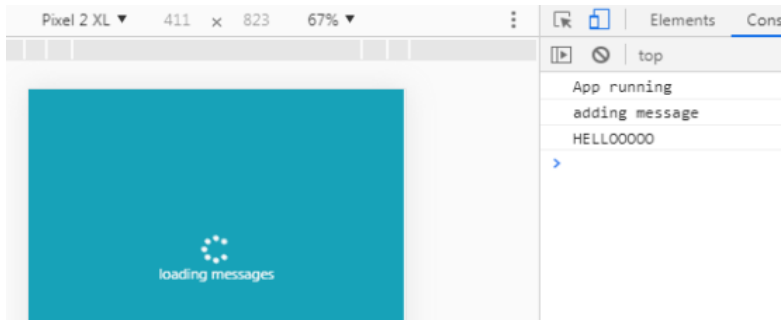 Pixel 2 XL ▼ 411 × 823 67% ▼
Elements Cons
top
App running
adding message
HELLOOOOO
>
loading messages